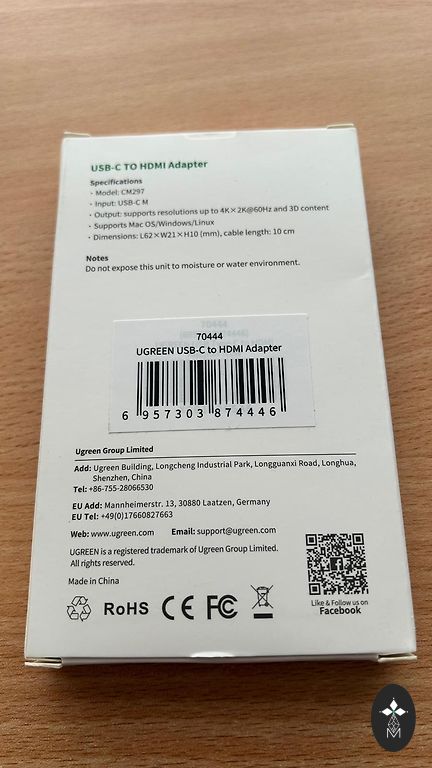 USB-C TO HDMI Adapter
Specifications
· Model: CM297
· Input: USB-C M
· Output: supports resolutions up to 4K×2K@60Hz and 3D content
· Supports Mac OS/Windows/Linux
· Dimensions: L62×W21×H10 (mm), cable length: 10 cm
Notes
Do not expose this unit to moisture or water environment.
70444
UGREEN USB-C to HDMI Adapter
6 957303 874446
Ugreen Group Limited
Add: Ugreen Building, Longcheng Industrial Park, Longguanxi Road, Longhua,
Shenzhen, China
Tel: +86-755-28066530
EU Add: Mannheimerstr. 13, 30880 Laatzen, Germany
EU Tel: +49(0)17660827663
Web: www.ugreen.com Email: support@ugreen.com
UGREEN is a registered trademark of Ugreen Group Limited.
All rights reserved.
Made in China
RoHS CE FC
Like & Follow us on
Facebook
M